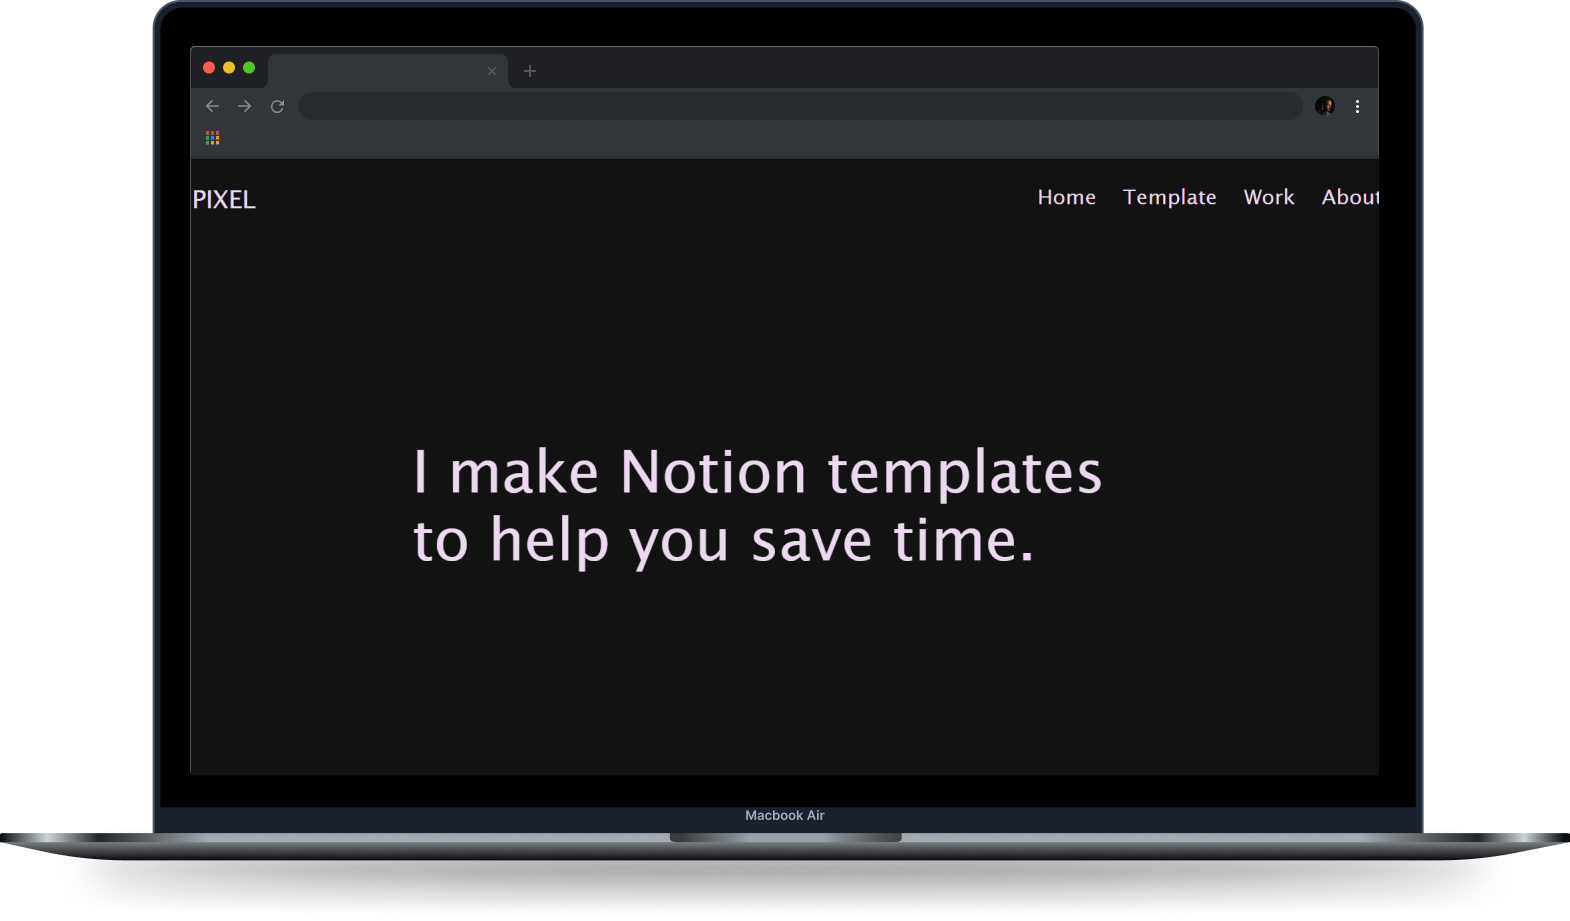 PIXEL
Home Template Work About
I make Notion templates
to help you save time.
Macbook Air